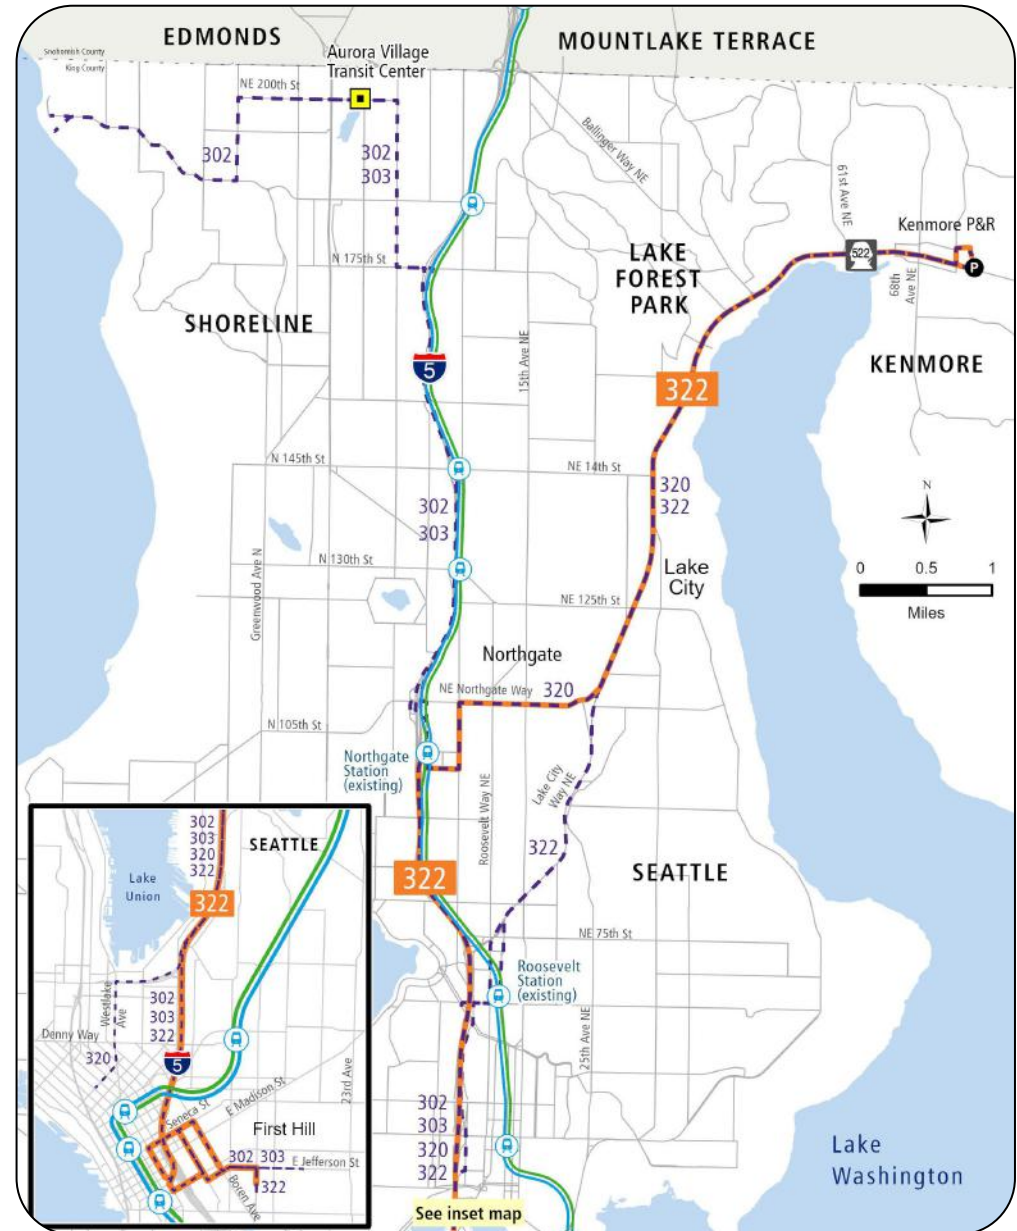 EDMONDS
MOUNTLAKE TERRACE
Snohomish County
King County
Aurora Village
Transit Center
NE 200th St
302
302
303
Ballinger Way NE
61st Ave NE
Kenmore P&R
522
P
68th
Ave NE
N 175th St
LAKE
FOREST
PARK
SHORELINE
15th Ave NE
5
322
KENMORE
N 145th St
NE 14th St
320
322
302
303
N
N 130th St
Lake
City
0 0.5 1
Miles
Greenwood Ave N
NE 125th St
Northgate
NE Northgate Way
320
N 105th St
Northgate
Station
(existing)
Roosevelt Way NE
Lake City
Way NE
322
322
SEATTLE
NE 75th St
Roosevelt
Station
(existing)
25th Ave NE
302
303
320
322
See inset map
Lake
Washington
302
303
320
322
SEATTLE
Lake
Union
322
Westlake
Ave
302
303
322
Denny Way
320
5
23rd Ave
Seneca St
E Madison St
First Hill
302 303
E Jefferson St
322
Boren Ave